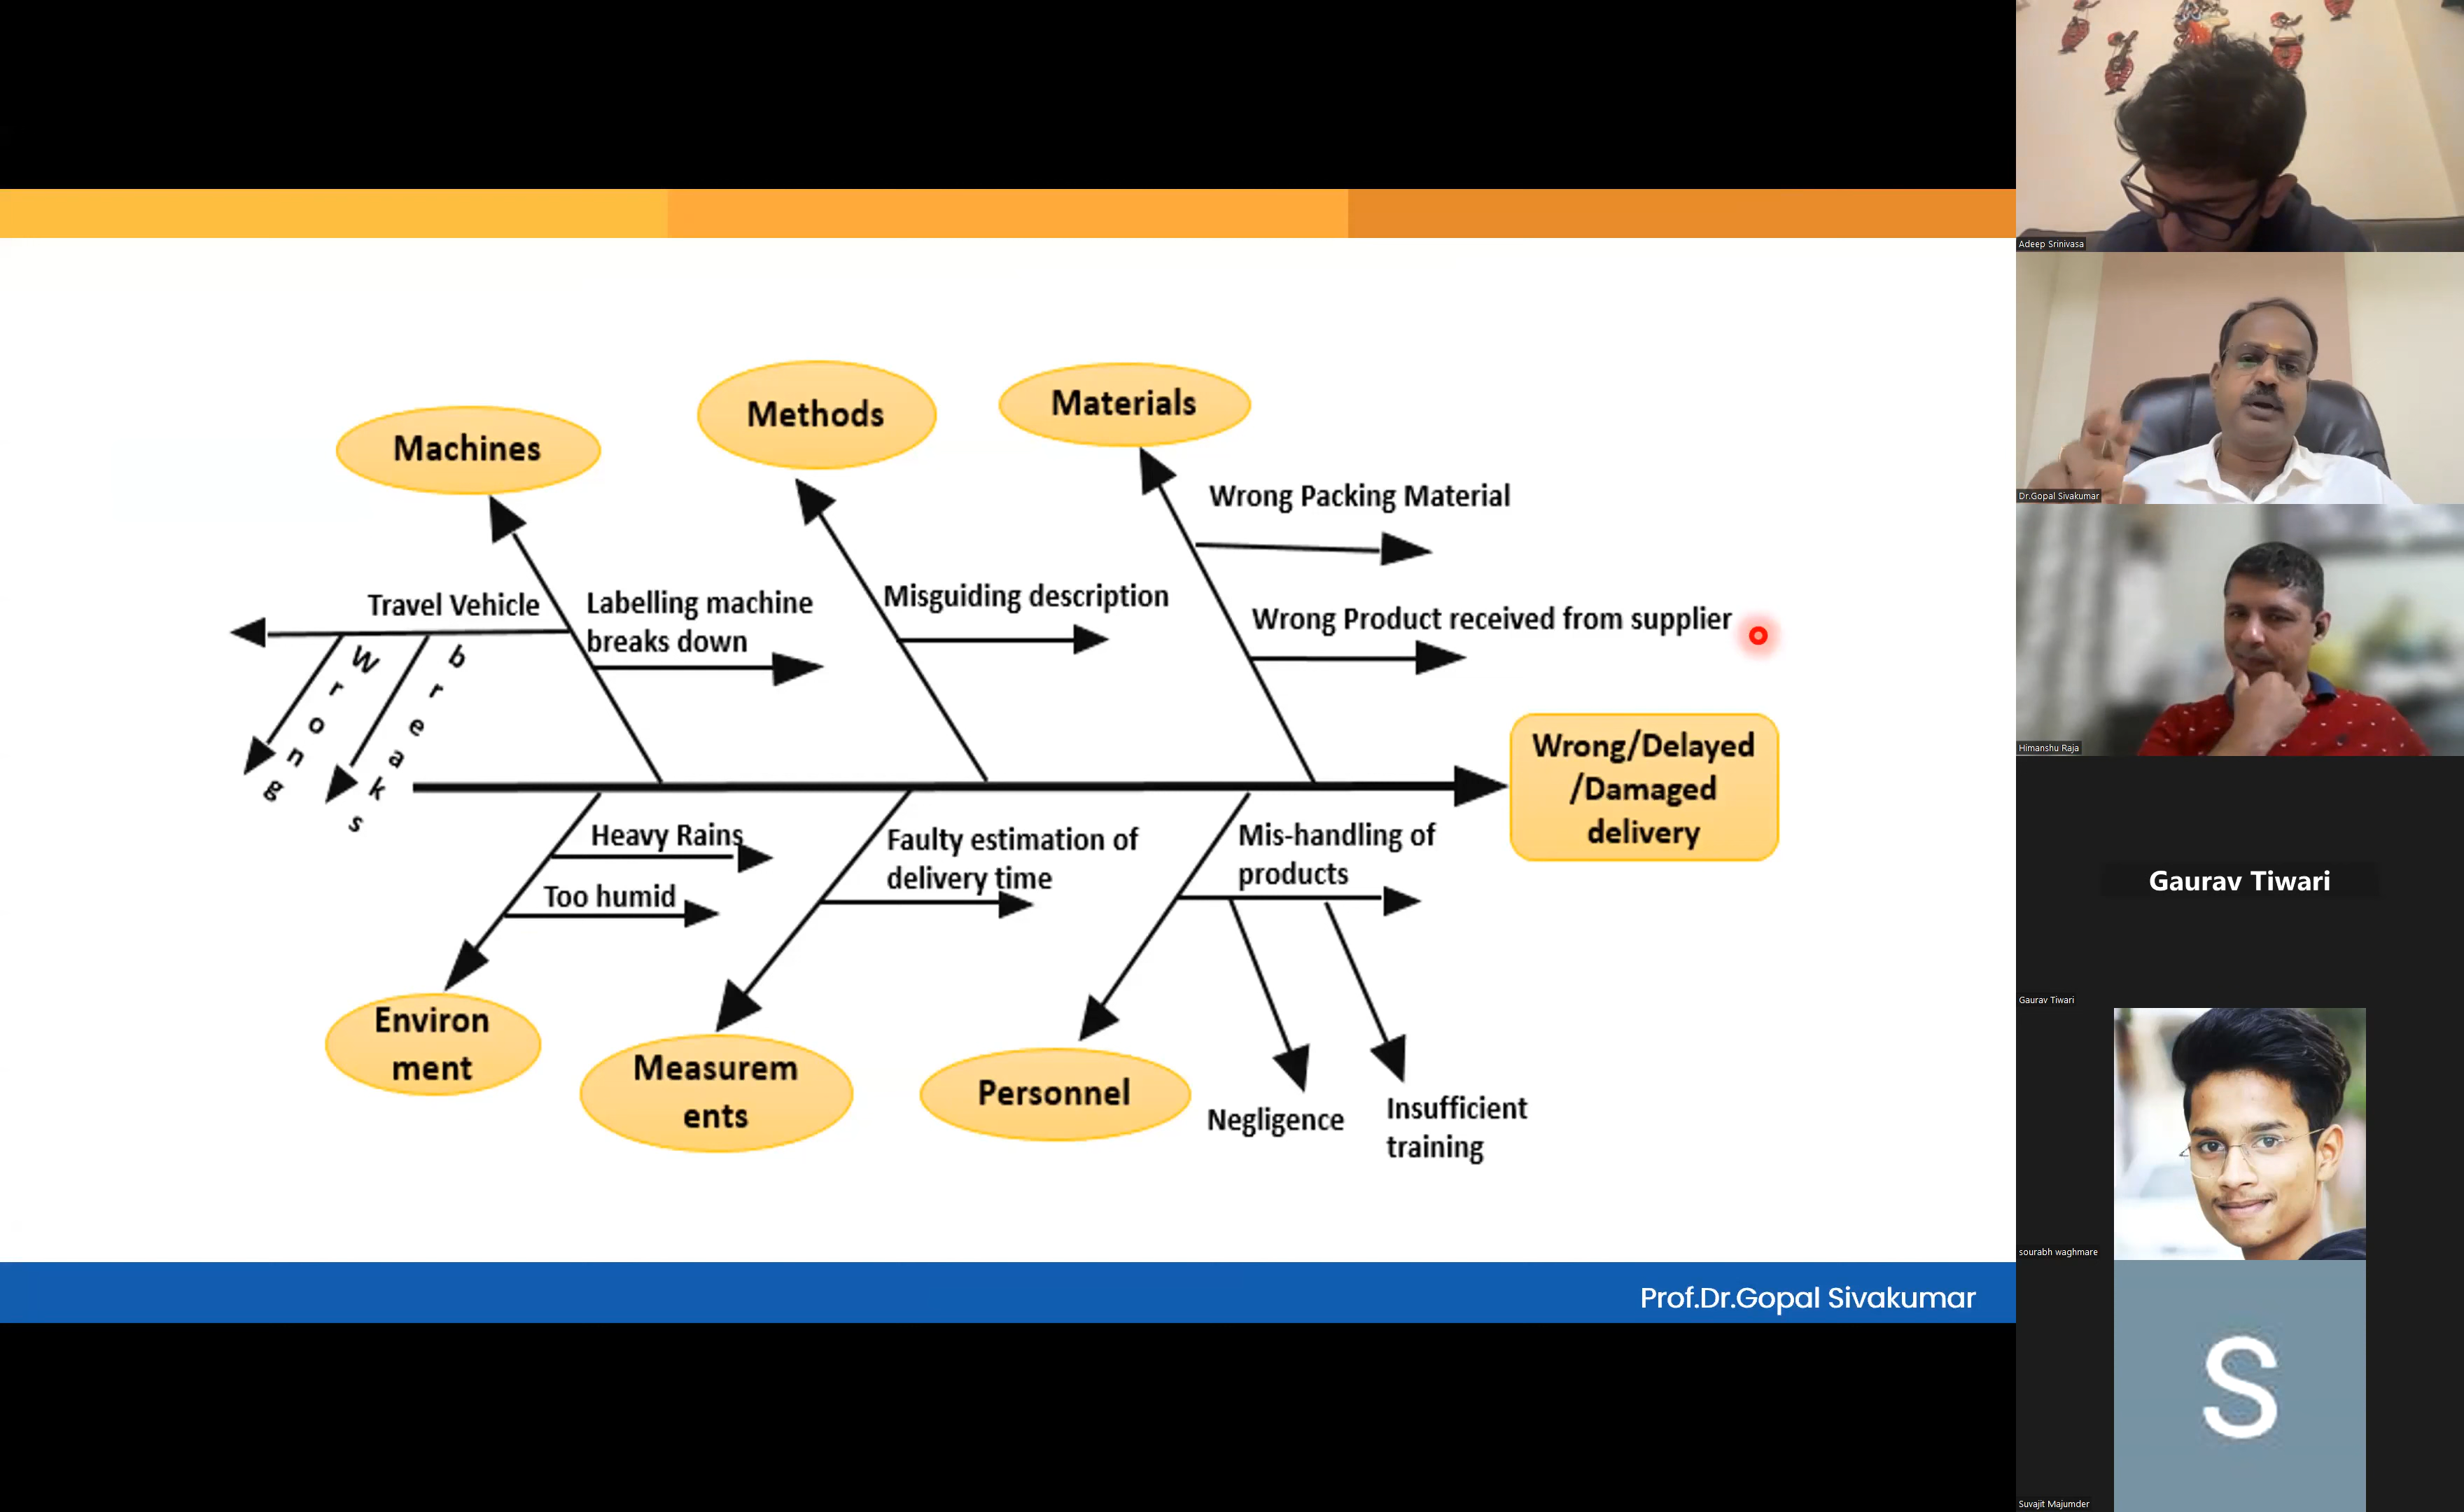 Machines
Methods
Materials
Wrong Packing Material
Travel Vehicle
Labelling machine
breaks down
Misguiding description
Wrong Product received from supplier
Wrong
breaks
Wrong/Delayed
/Damaged
delivery
Heavy Rains
Too humid
Faulty estimation of
delivery time
Mis-handling of
products
Environ
ment
Measurem
ents
Personnel
Negligence
Insufficient
training
Prof.Dr.Gopal Sivakumar
Adeep Srinivasa
Dr.Gopal Sivakumar
Himanshu Raja
Gaurav Tiwari
Gaurav Tiwari
sourabh waghmare
S
Suvajit Majumder